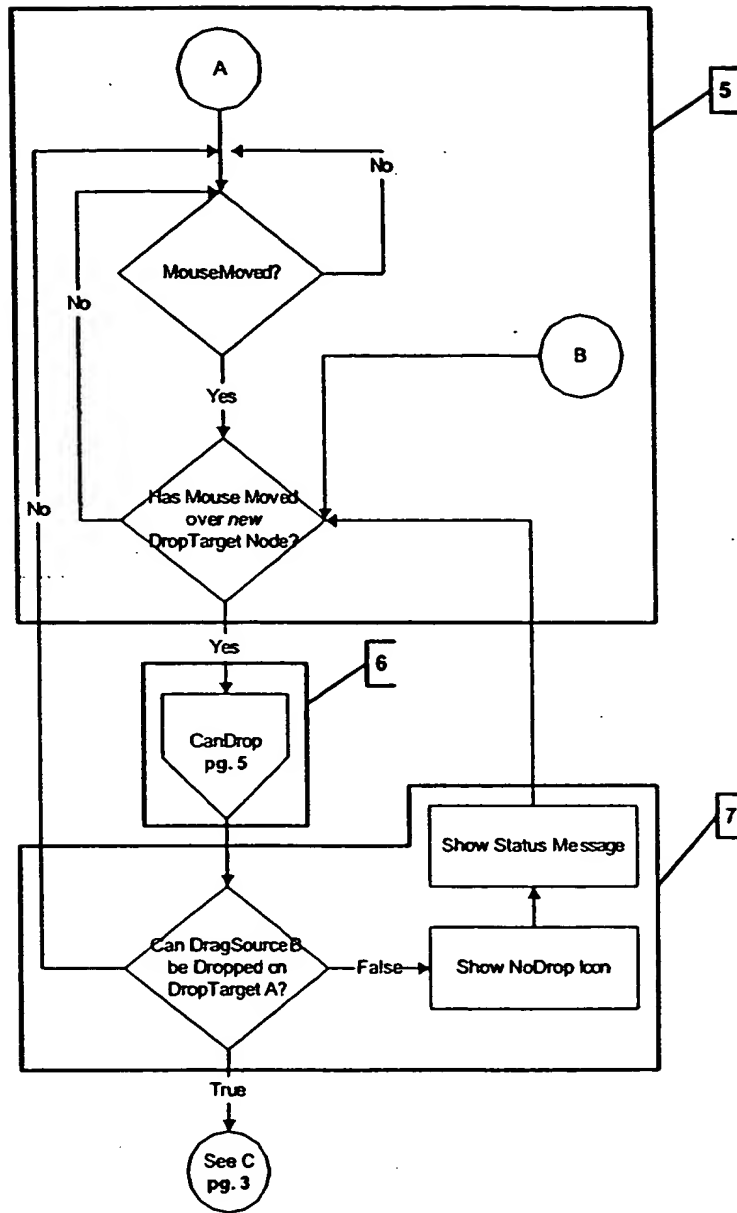 A
5
No
MouseMoved?
No
B
Yes
No
Has Mouse Moved
over new
DropTarget Node?
Yes
6
CanDrop
pg. 5
7
Show Status Message
Can DragSource B
be Dropped on
DropTarget A?
False
Show NoDrop Icon
True
See C
pg. 3